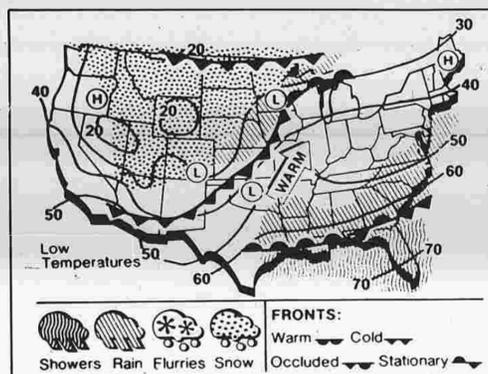 20
30
H
40
40
H
L
20
20
50
L
60
L
WARM
50
50
Low
Temperatures
60
70
70
Showers Rain Flurries Snow
FRONTS:
Warm Cold
Occluded Stationary